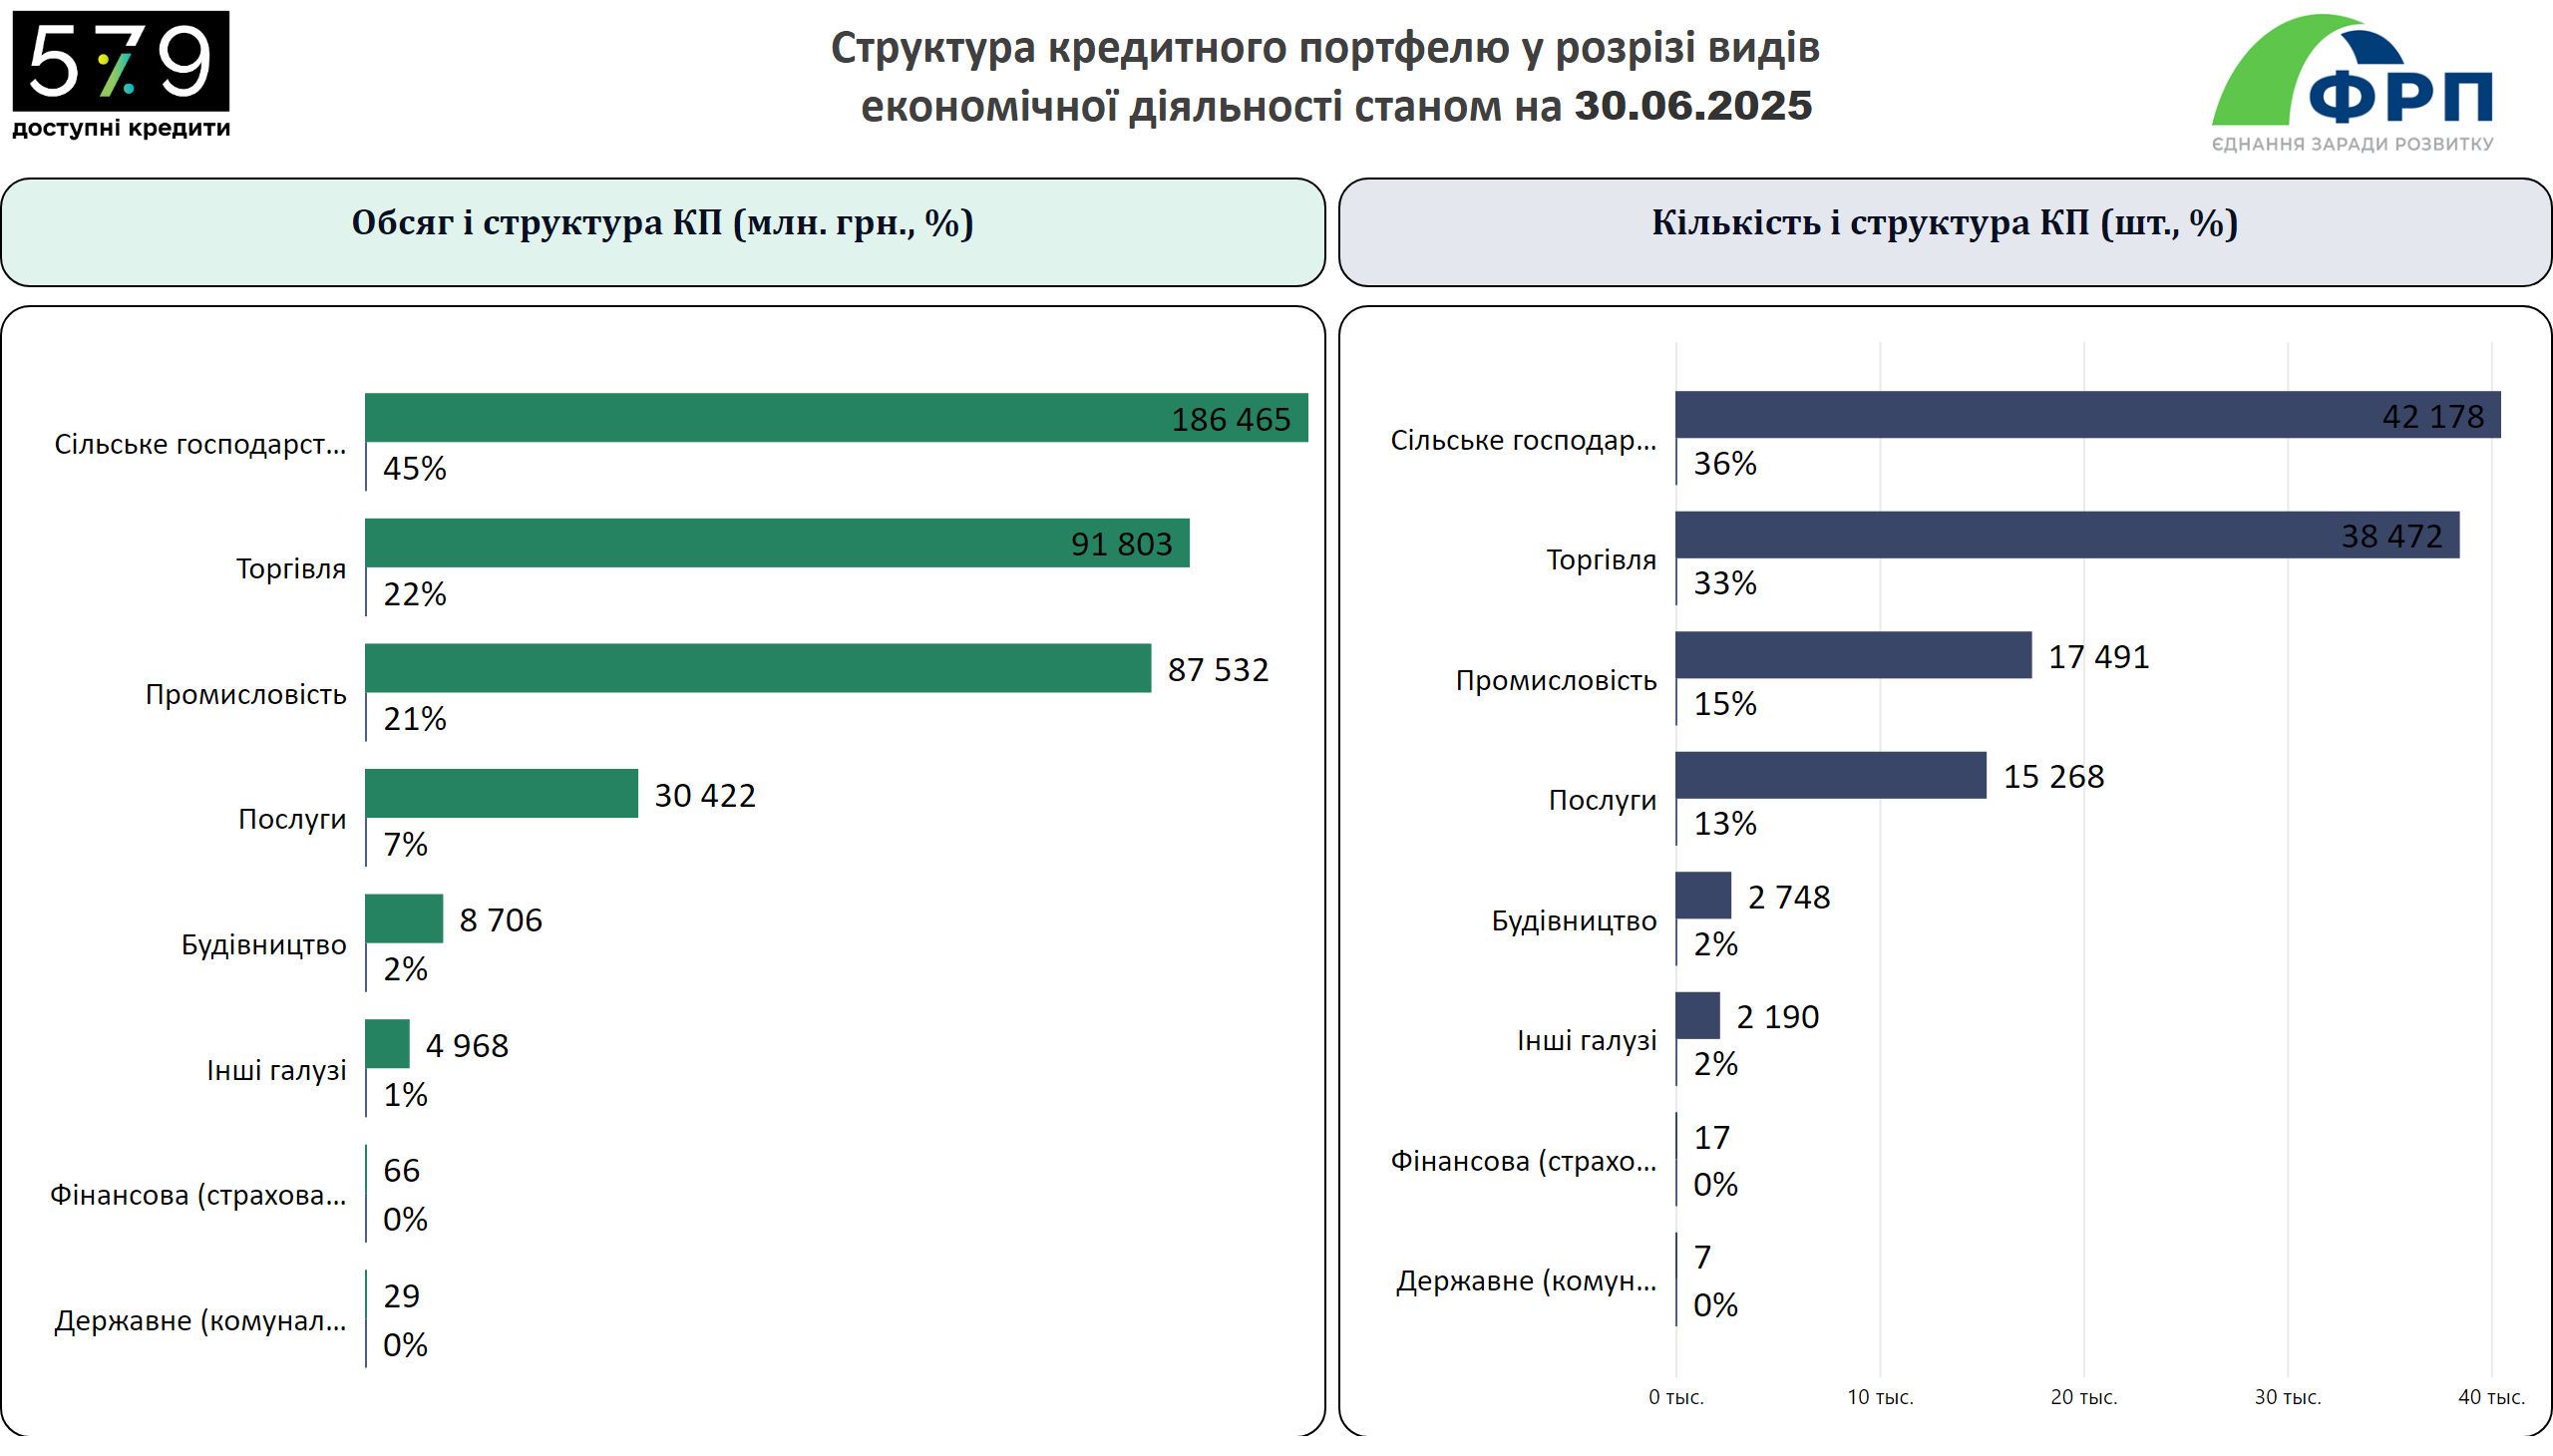 5%9
доступні кредити
Структура кредитного портфелю у розрізі видів
економічної діяльності станом на 30.06.2025
ФРП
ЄДНАННЯ ЗАРАДИ РОЗВИТКУ
Обсяг і структура КП (млн. грн., %)
Сільське господарст...
186 465
45%
Торгівля
91 803
22%
Промисловість
87 532
21%
Послуги
30 422
7%
Будівництво
8 706
2%
Інші галузі
4 968
1%
Фінансова (страхова...
66
0%
Державне (комунал...
29
0%
Кількість і структура КП (шт., %)
Сільське господар...
42 178
36%
Торгівля
38 472
33%
Промисловість
17 491
15%
Послуги
15 268
13%
Будівництво
2 748
2%
Інші галузі
2 190
2%
Фінансова (страхо...
17
0%
Державне (комун...
7
0%
0 тыс. 10 тыс. 20 тыс. 30 тыс. 40 тыс.